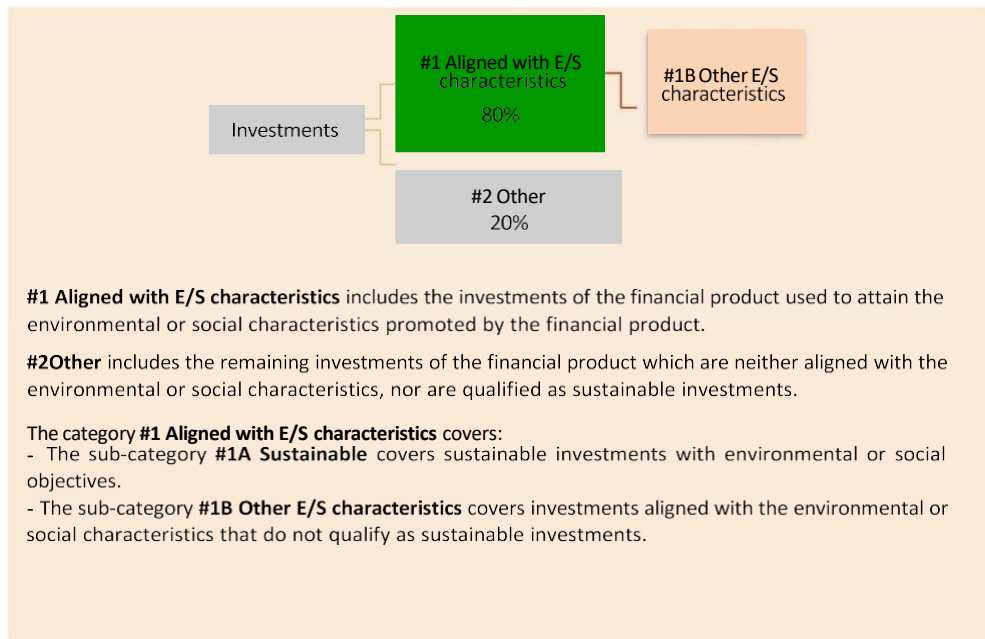 #1 Aligned with E/S
characteristics
80%
#1B Other E/S
characteristics
Investments
#2 Other
20%
#1 Aligned with E/S characteristics includes the investments of the financial product used to attain the
environmental or social characteristics promoted by the financial product.
#2Other includes the remaining investments of the financial product which are neither aligned with the
environmental or social characteristics, nor are qualified as sustainable investments.
The category #1 Aligned with E/S characteristics covers:
- The sub-category #1A Sustainable covers sustainable investments with environmental or social
objectives.
- The sub-category #1B Other E/S characteristics covers investments aligned with the environmental or
social characteristics that do not qualify as sustainable investments.